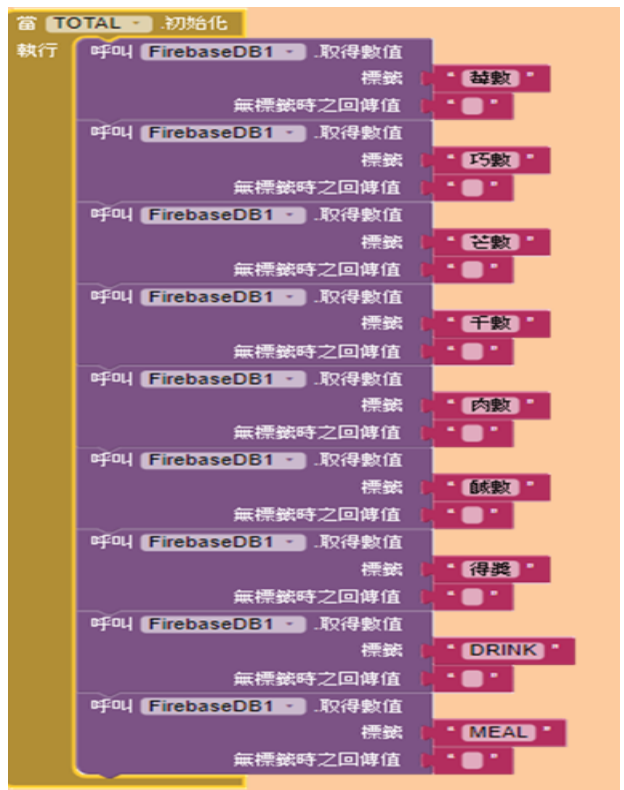 當 TOTAL .初始化
執行 呼叫 FirebaseDB1 .取得數值
標籤 " "
無標籤時之回傳值 " "
呼叫 FirebaseDB1 .取得數值
標籤 " 巧數 "
無標籤時之回傳值 " "
呼叫 FirebaseDB1 .取得數值
標籤 " 芒數 "
無標籤時之回傳值 " "
呼叫 FirebaseDB1 .取得數值
標籤 " 千數 "
無標籤時之回傳值 " "
呼叫 FirebaseDB1 .取得數值
標籤 " 肉數 "
無標籤時之回傳值 " "
呼叫 FirebaseDB1 .取得數值
標籤 " 鹹數 "
無標籤時之回傳值 " "
呼叫 FirebaseDB1 .取得數值
標籤 " 得獎 "
無標籤時之回傳值 " "
呼叫 FirebaseDB1 .取得數值
標籤 " DRINK "
無標籤時之回傳值 " "
呼叫 FirebaseDB1 .取得數值
標籤 " MEAL "
無標籤時之回傳值 " "